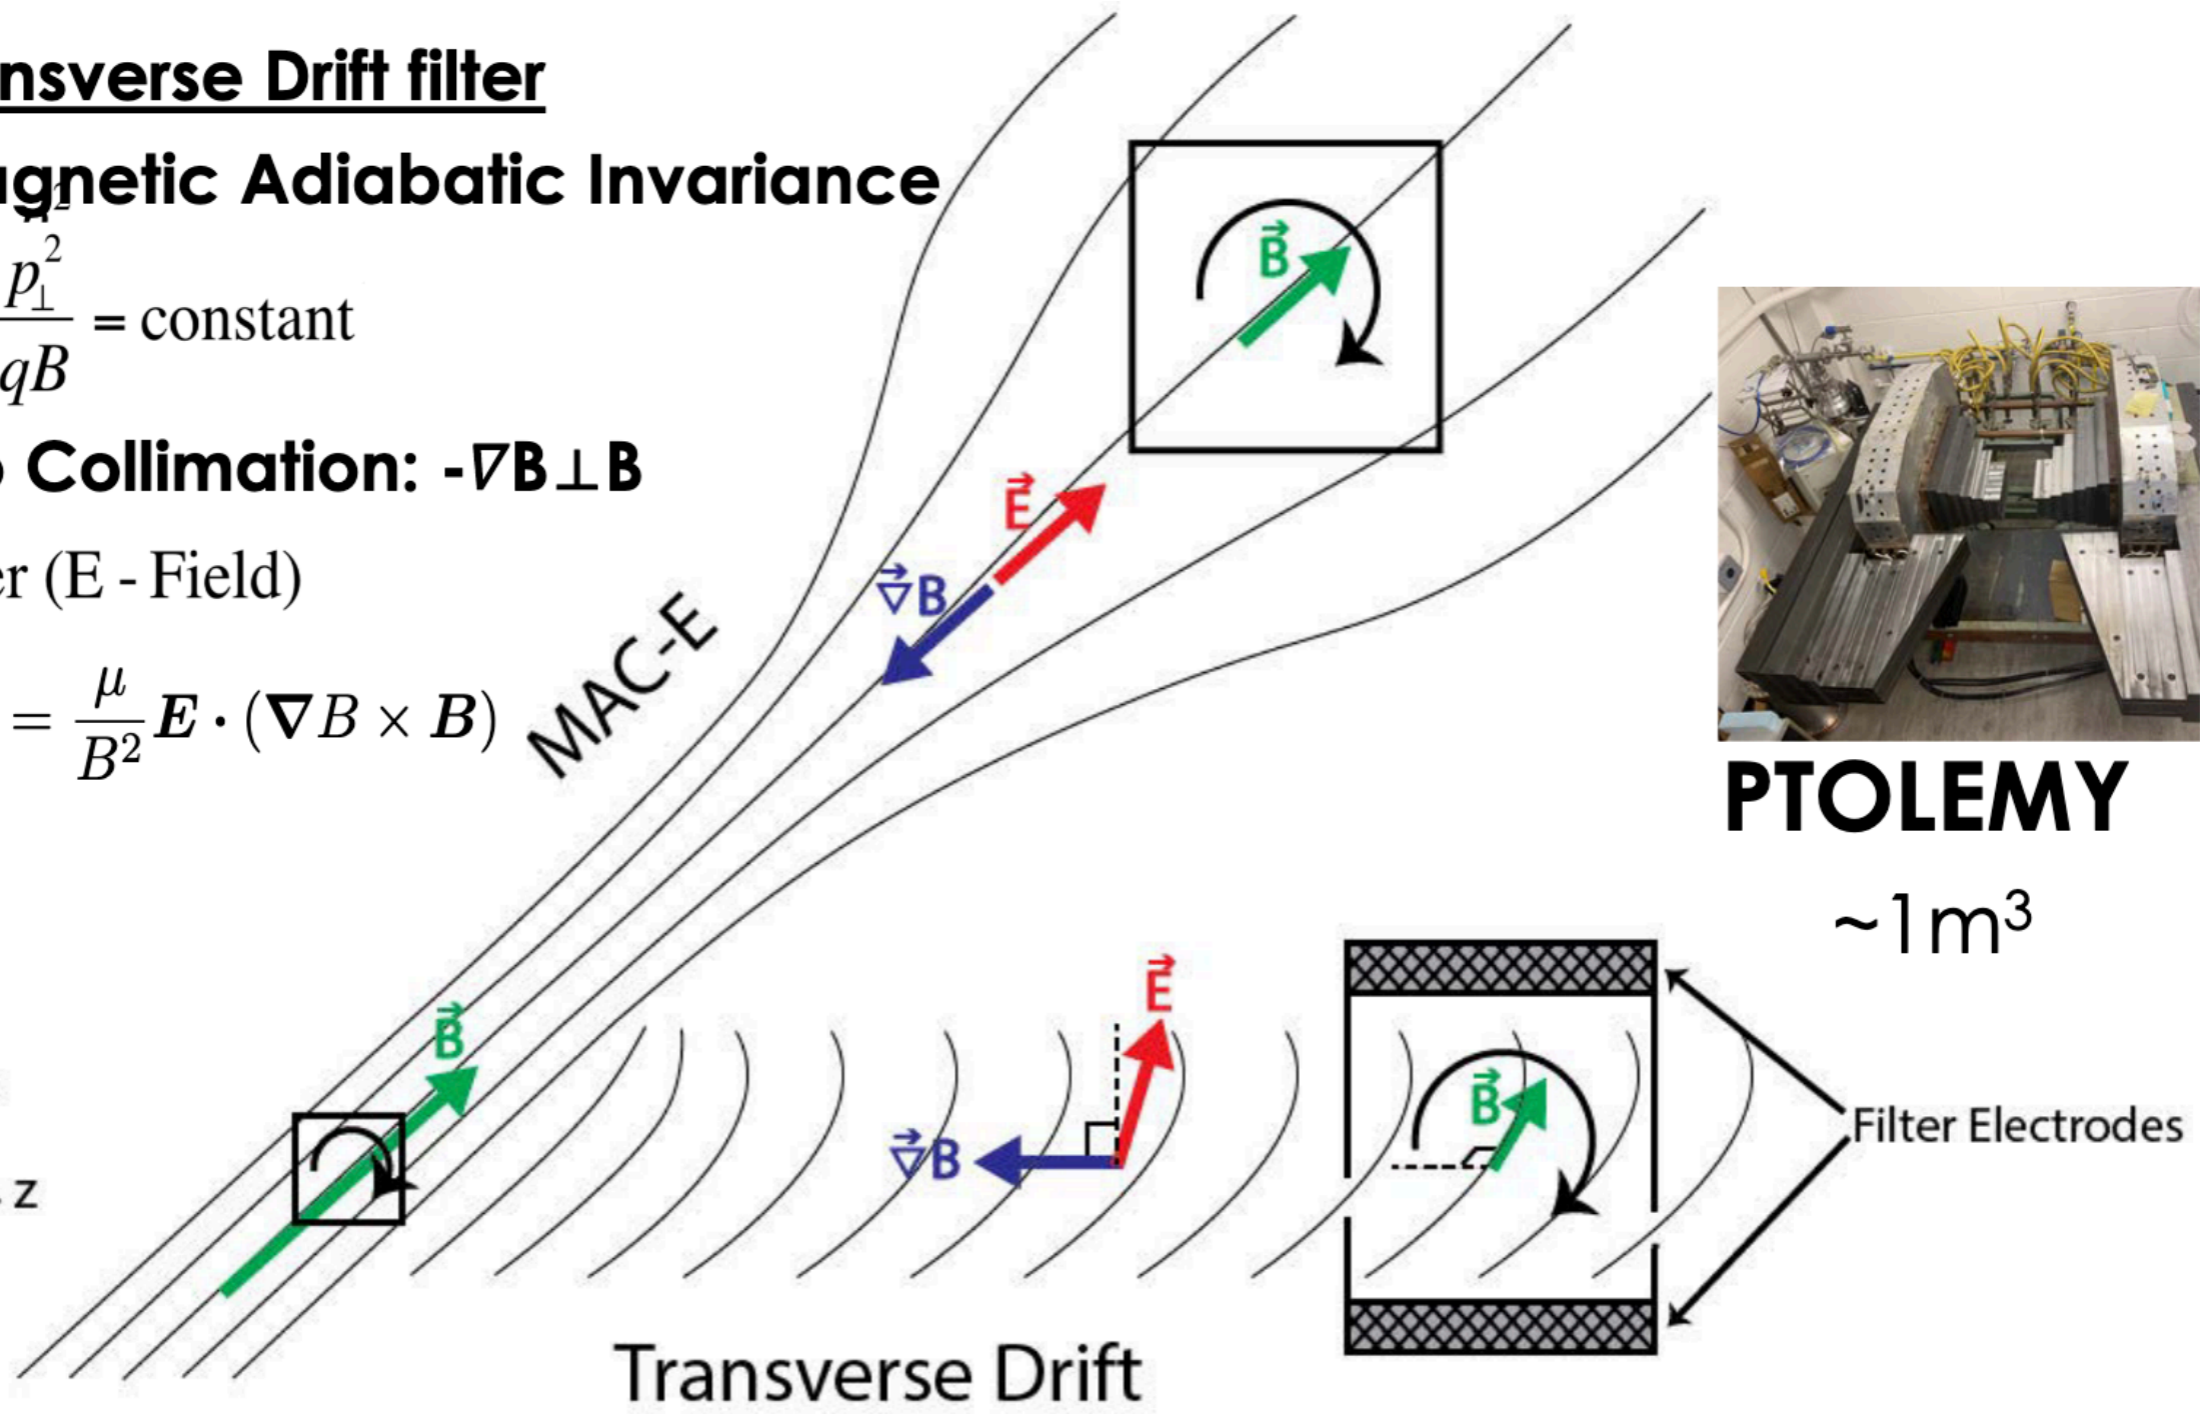 nsverse Drift filter
agnetic Adiabatic Invariance
p⊥² / qB = constant
Collimation: -∇B⊥B
er (E - Field)
= μ/B² E · (∇B × B)
MAC-E
B
E
∇B
B
PTOLEMY
~1m³
E
∇B
B
Filter Electrodes
z
Transverse Drift